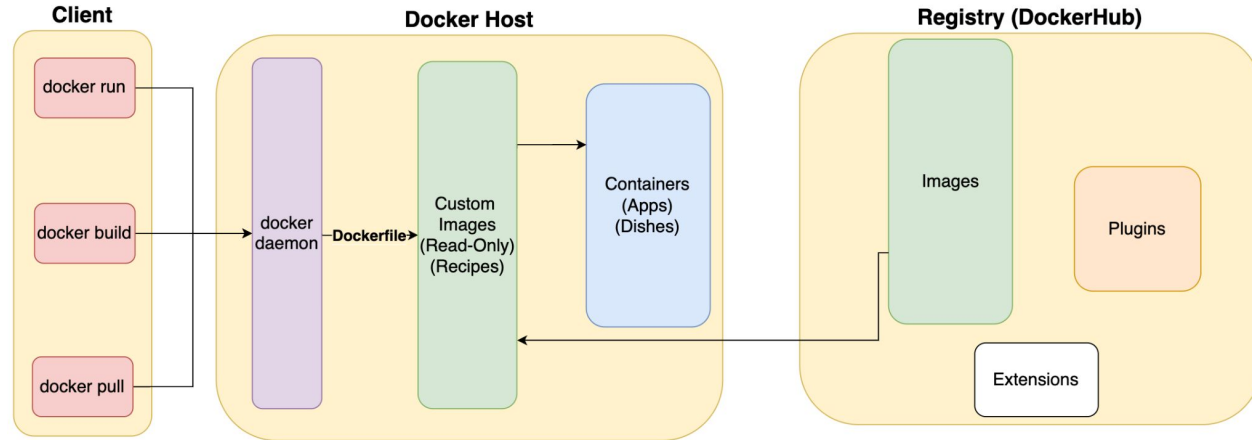 Client
docker run
docker build
docker pull
Docker Host
docker
daemon
Dockerfile
Custom
Images
(Read-Only)
(Recipes)
Containers
(Apps)
(Dishes)
Registry (DockerHub)
Images
Plugins
Extensions